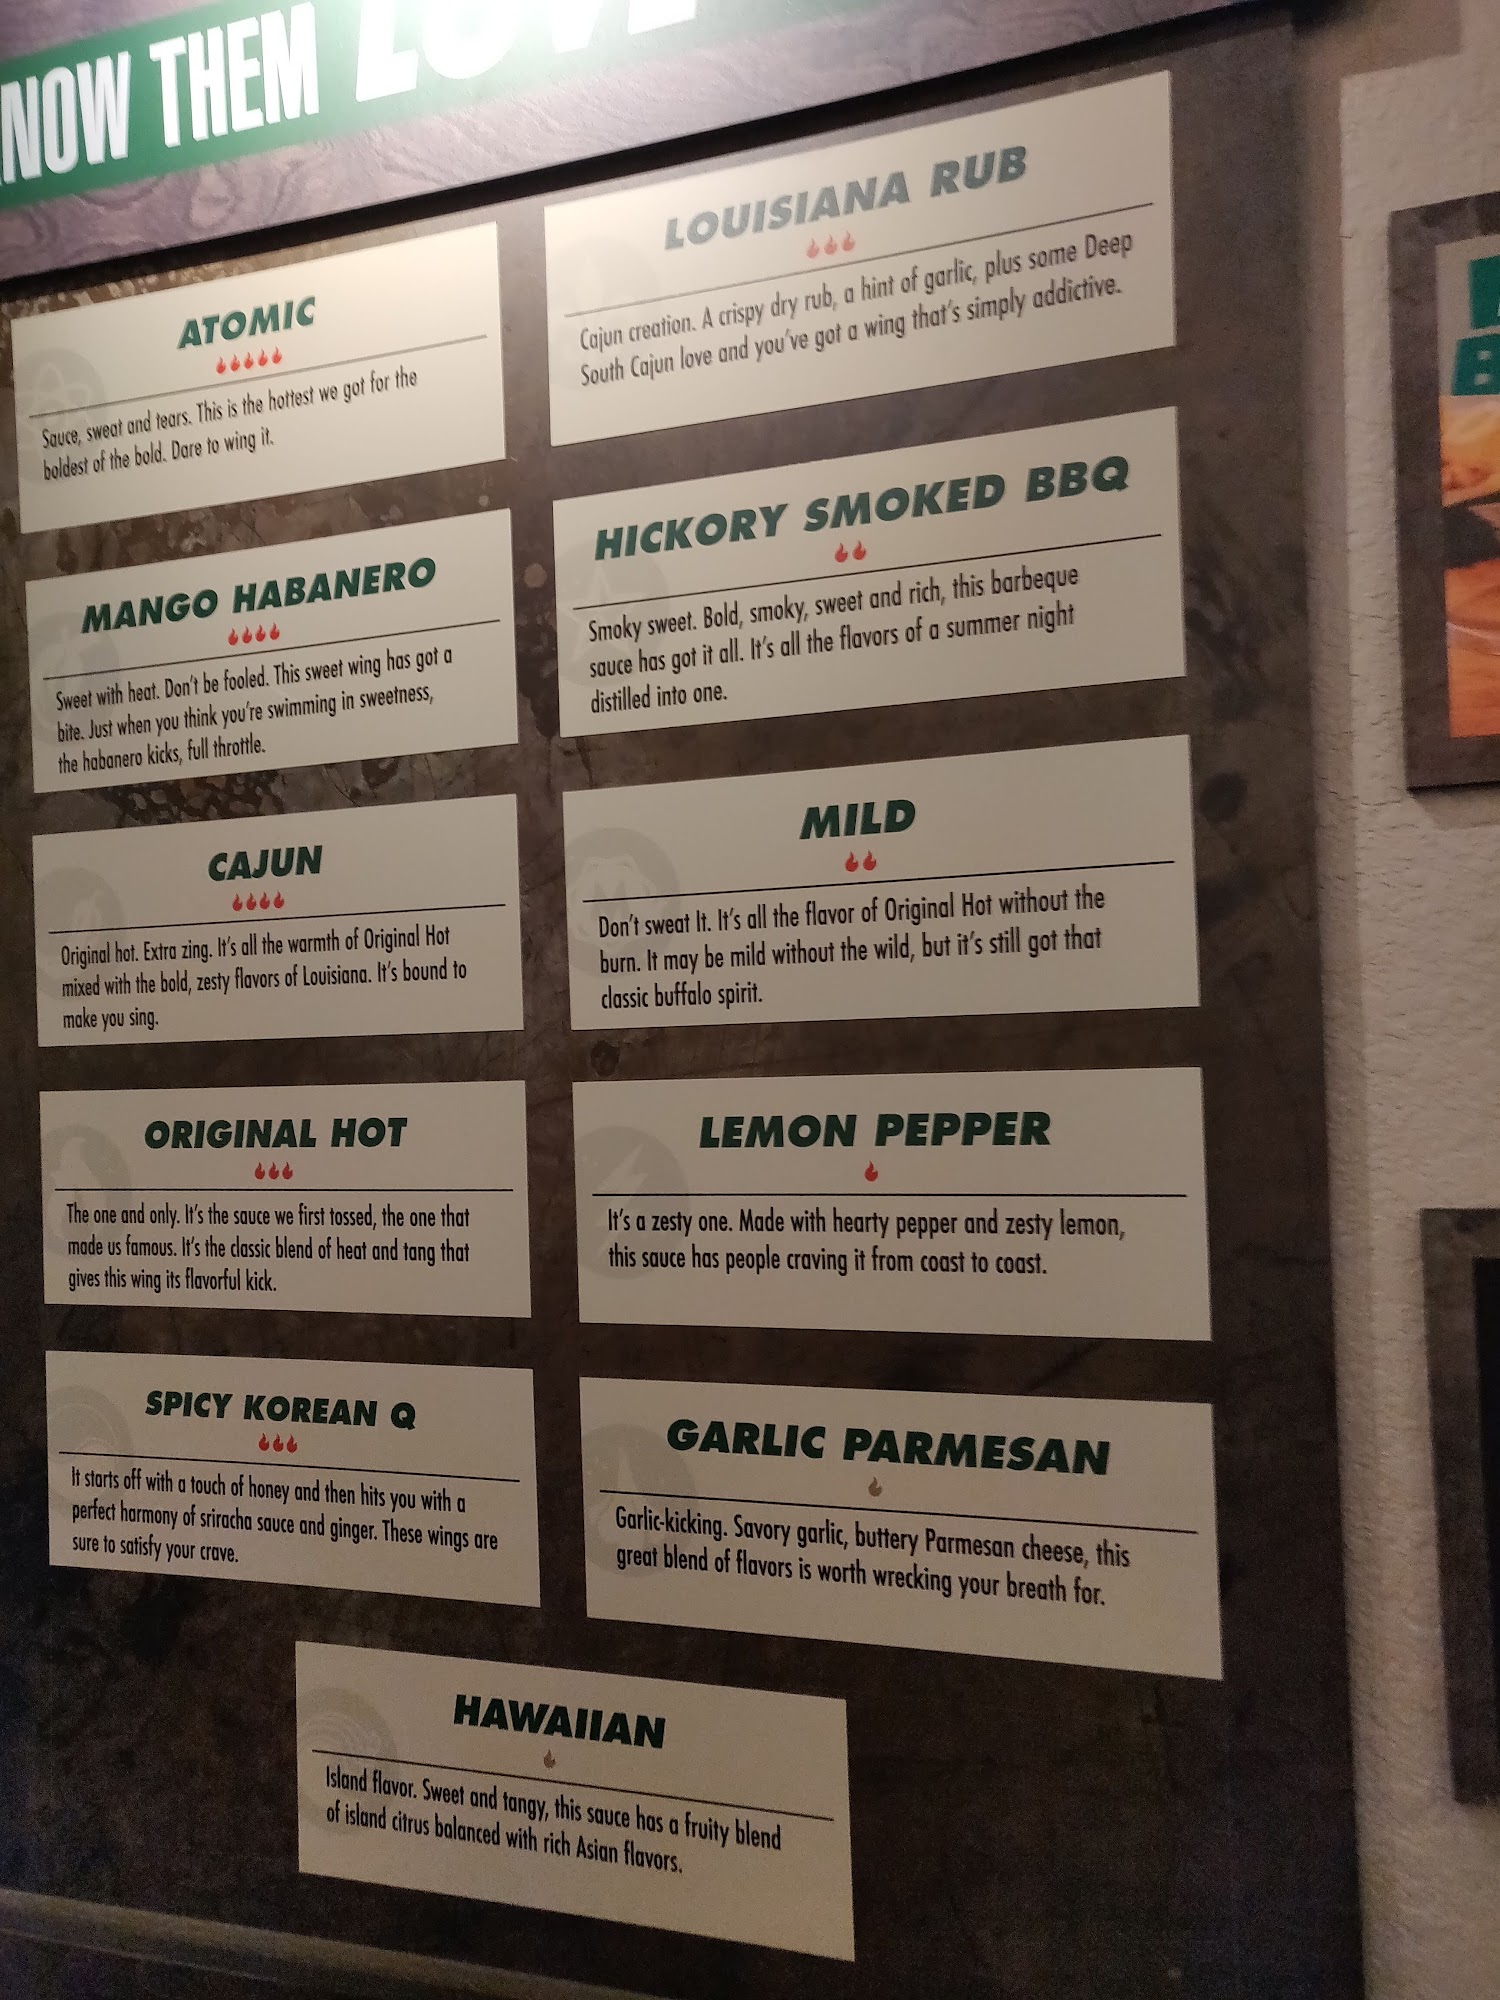 NOW THEM LOVE
ATOMIC
Sauce, sweat and tears. This is the hottest we got for the
boldest of the bold. Dare to wing it.
MANGO HABANERO
Sweet with heat. Don't be fooled. This sweet wing has got a
bite. Just when you think you're swimming in sweetness,
the habanero kicks, full throttle.
CAJUN
Original hot. Extra zing. It's all the warmth of Original Hot
mixed with the bold, zesty flavors of Louisiana. It's bound to
make you sing.
ORIGINAL HOT
The one and only. It's the sauce we first tossed, the one that
made us famous. It's the classic blend of heat and tang that
gives this wing its flavorful kick.
SPICY KOREAN Q
It starts off with a touch of honey and then hits you with a
perfect harmony of sriracha sauce and ginger. These wings are
sure to satisfy your crave.
LOUISIANA RUB
Cajun creation. A crispy dry rub, a hint of garlic, plus some Deep
South Cajun love and you've got a wing that's simply addictive.
HICKORY SMOKED BBQ
Smoky sweet. Bold, smoky, sweet and rich, this barbeque
sauce has got it all. It's all the flavors of a summer night
distilled into one.
MILD
Don't sweat It. It's all the flavor of Original Hot without the
burn. It may be mild without the wild, but it's still got that
classic buffalo spirit.
LEMON PEPPER
It's a zesty one. Made with hearty pepper and zesty lemon,
this sauce has people craving it from coast to coast.
GARLIC PARMESAN
Garlic-kicking. Savory garlic, buttery Parmesan cheese, this
great blend of flavors is worth wrecking your breath for.
HAWAIIAN
Island flavor. Sweet and tangy, this sauce has a fruity blend
of island citrus balanced with rich Asian flavors.